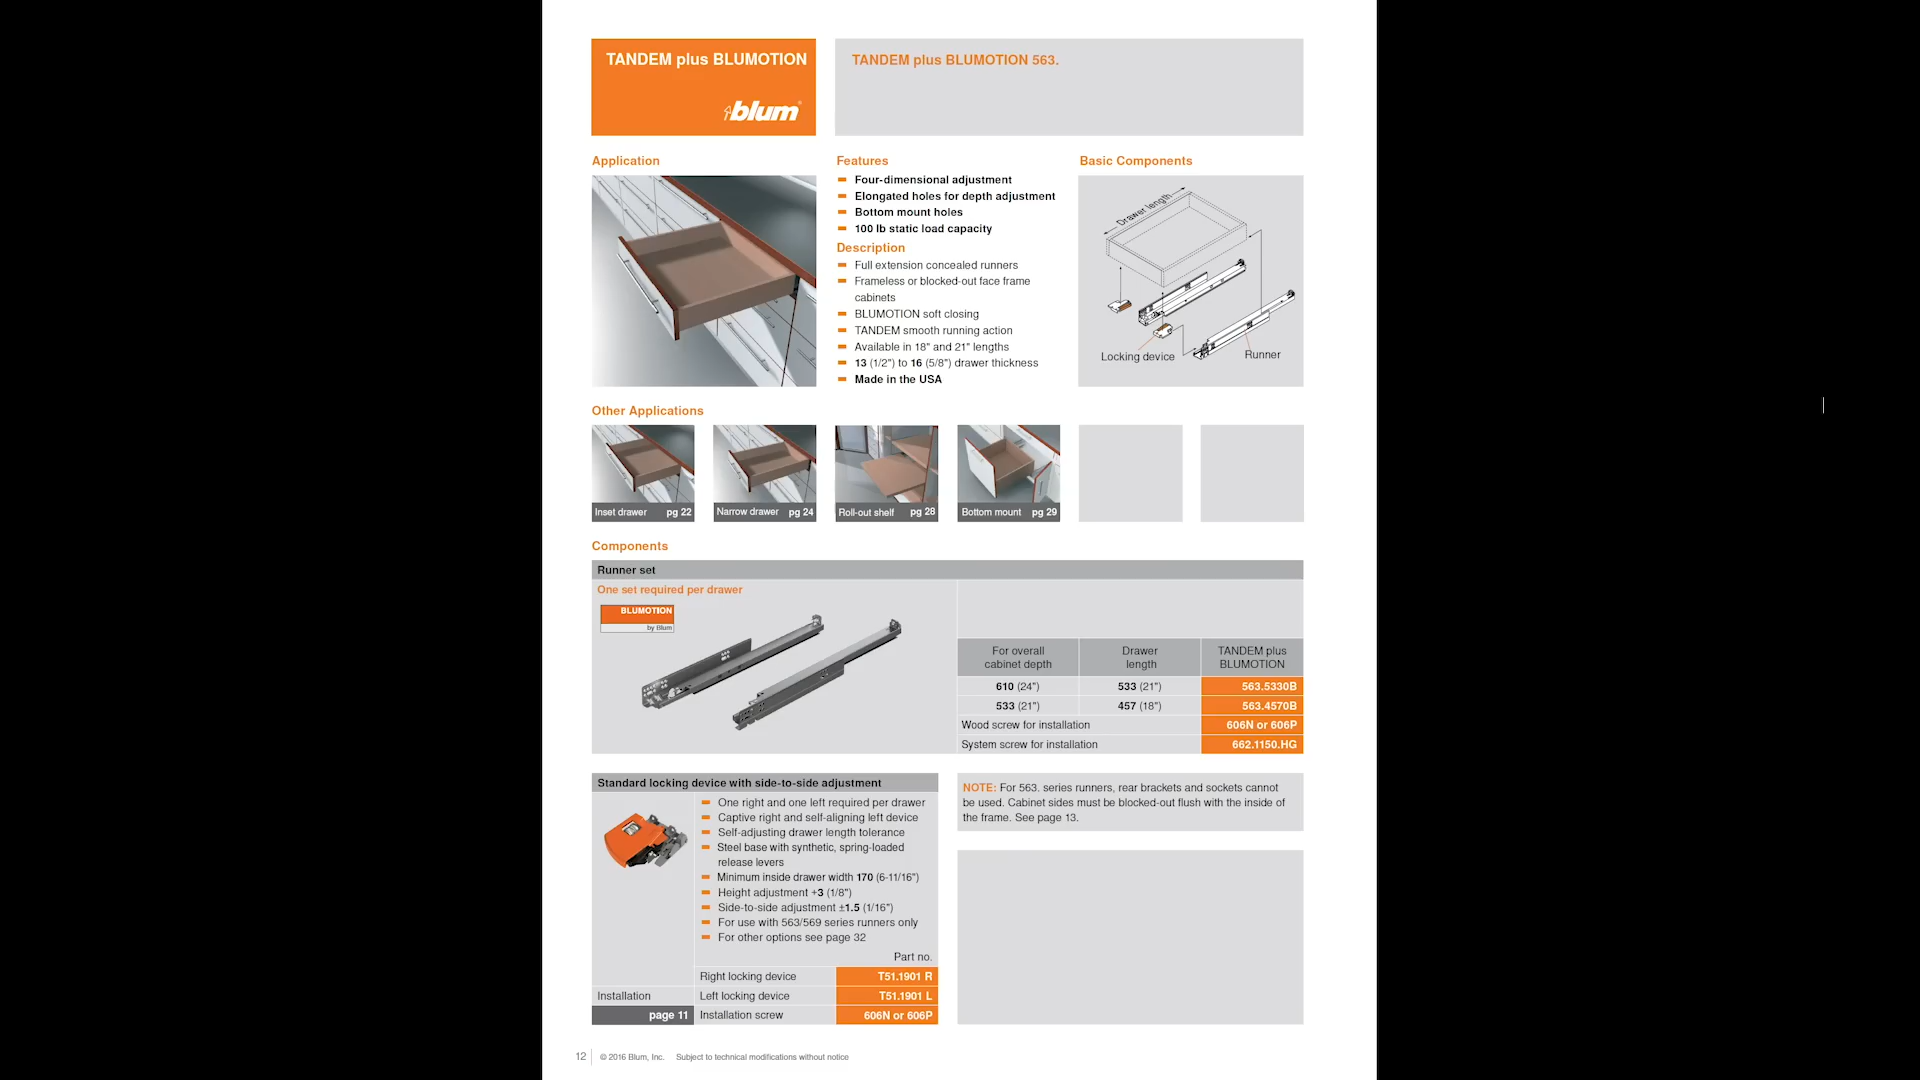 TANDEM plus BLUMOTION
blum
TANDEM plus BLUMOTION 563.
Application
Features
Four-dimensional adjustment
Elongated holes for depth adjustment
Bottom mount holes
100 lb static load capacity
Description
Full extension concealed runners
Frameless or blocked-out face frame
cabinets
BLUMOTION soft closing
TANDEM smooth running action
Available in 18" and 21" lengths
13 (1/2") to 16 (5/8") drawer thickness
Made in the USA
Basic Components
Drawer length
Locking device
Runner
Other Applications
Inset drawer pg 22
Narrow drawer pg 24
Roll-out shelf pg 28
Bottom mount pg 29
Components
Runner set
One set required per drawer
BLUMOTION
by Blum
For overall
cabinet depth
Drawer
length
TANDEM plus
BLUMOTION
610 (24") 533 (21") 563.5330B
533 (21") 457 (18") 563.4570B
Wood screw for installation 606N or 606P
System screw for installation 662.1150.HG
Standard locking device with side-to-side adjustment
One right and one left required per drawer
Captive right and self-aligning left device
Self-adjusting drawer length tolerance
Steel base with synthetic, spring-loaded
release levers
Minimum inside drawer width 170 (6-11/16")
Height adjustment +3 (1/8")
Side-to-side adjustment ±1.5 (1/16")
For use with 563/569 series runners only
For other options see page 32
Part no.
Right locking device T51.1901 R
Installation Left locking device T51.1901 L
page 11 Installation screw 606N or 606P
NOTE: For 563. series runners, rear brackets and sockets cannot
be used. Cabinet sides must be blocked-out flush with the inside of
the frame. See page 13.
12 © 2016 Blum, Inc. Subject to technical modifications without notice